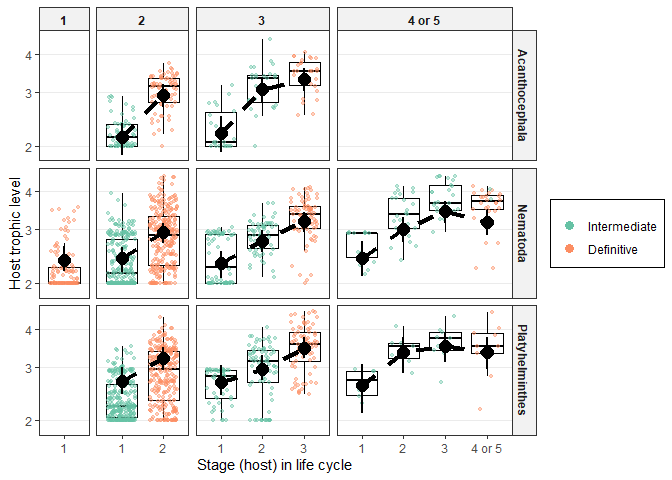 1 2 3 4 or 5
Acanthocephala
4
3
2
Nematoda
4
3
2
Platyhelminthes
4
3
2
Host trophic level
1 1 2 1 2 3 1 2 3 4 or 5
Stage (host) in life cycle
Intermediate
Definitive